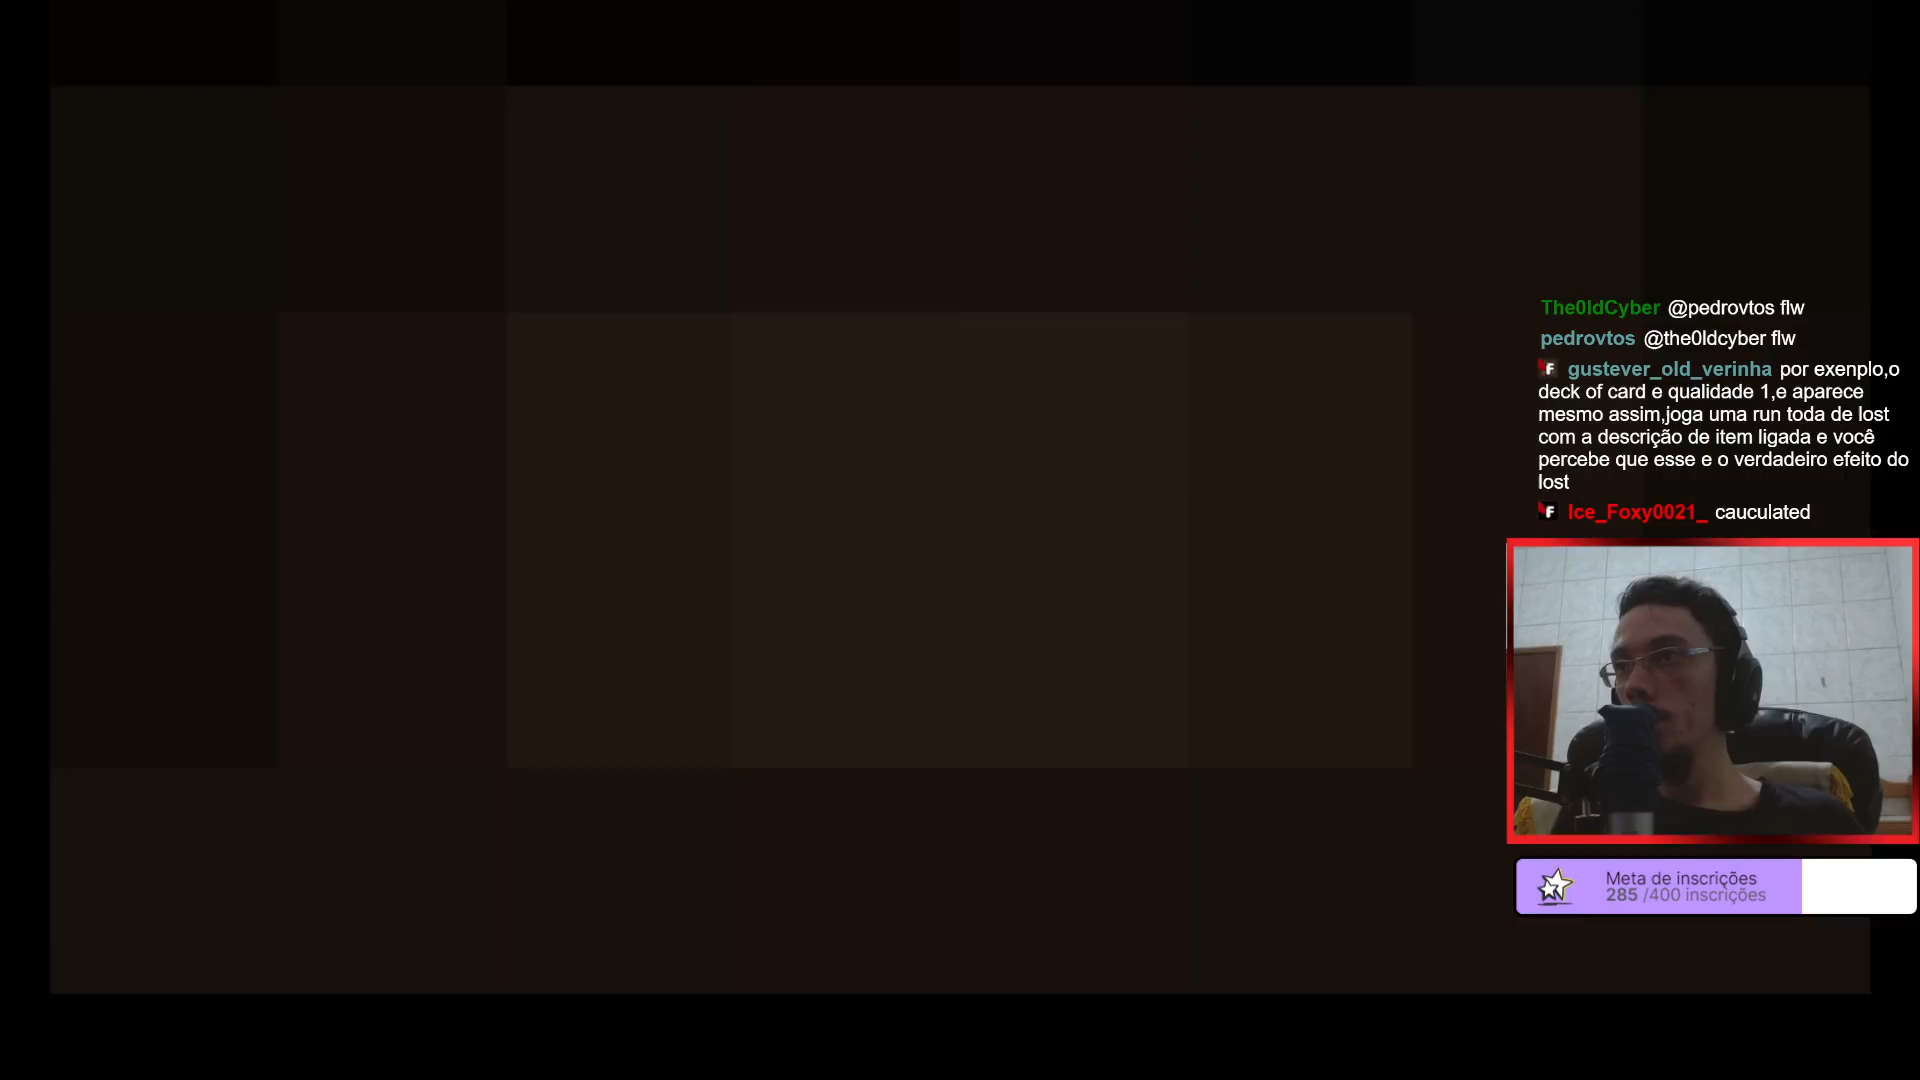 The0ldCyber @pedrovtos flw
pedrovtos @the0ldcyber flw
F gustever_old_verinha por exenplo,o
deck of card e qualidade 1,e aparece
mesmo assim,joga uma run toda de lost
com a descrição de item ligada e você
percebe que esse e o verdadeiro efeito do
lost
F Ice_Foxy0021_ cauculated
Meta de inscrições
285 /400 inscrições